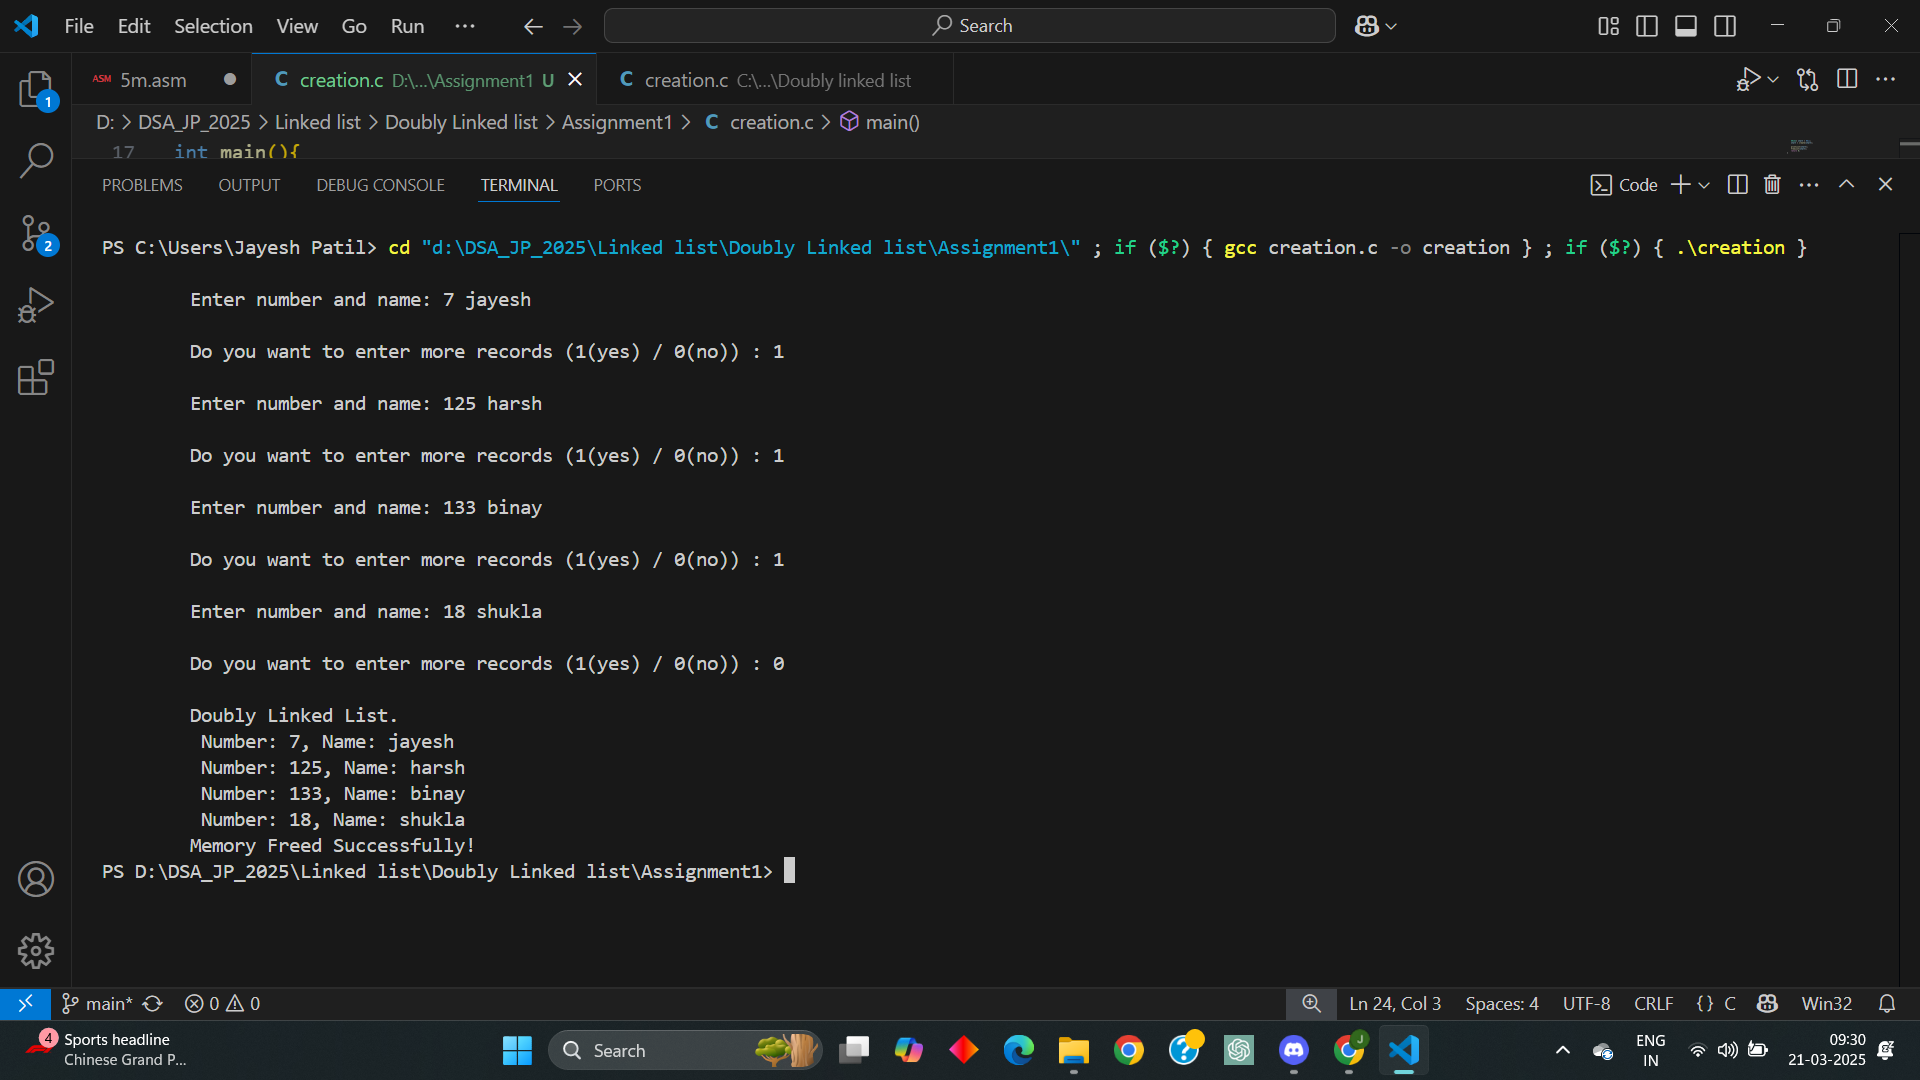 File Edit Selection View Go Run ··· Search
ASM 5m.asm C creation.c D:\...\Assignment1 U C creation.c C:\...\Doubly linked list
D: > DSA_JP_2025 > Linked list > Doubly Linked list > Assignment1 > C creation.c > main()
17 int main(){
PROBLEMS OUTPUT DEBUG CONSOLE TERMINAL PORTS Code
PS C:\Users\Jayesh Patil> cd "d:\DSA_JP_2025\Linked list\Doubly Linked list\Assignment1\" ; if ($?) { gcc creation.c -o creation } ; if ($?) { .\creation }
Enter number and name: 7 jayesh
Do you want to enter more records (1(yes) / 0(no)) : 1
Enter number and name: 125 harsh
Do you want to enter more records (1(yes) / 0(no)) : 1
Enter number and name: 133 binay
Do you want to enter more records (1(yes) / 0(no)) : 1
Enter number and name: 18 shukla
Do you want to enter more records (1(yes) / 0(no)) : 0
Doubly Linked List.
Number: 7, Name: jayesh
Number: 125, Name: harsh
Number: 133, Name: binay
Number: 18, Name: shukla
Memory Freed Successfully!
PS D:\DSA_JP_2025\Linked list\Doubly Linked list\Assignment1>
1
2
main* 0 0 Ln 24, Col 3 Spaces: 4 UTF-8 CRLF {} C Win32
4 Sports headline
Chinese Grand P...
Search
J
ENG
IN
09:30
21-03-2025